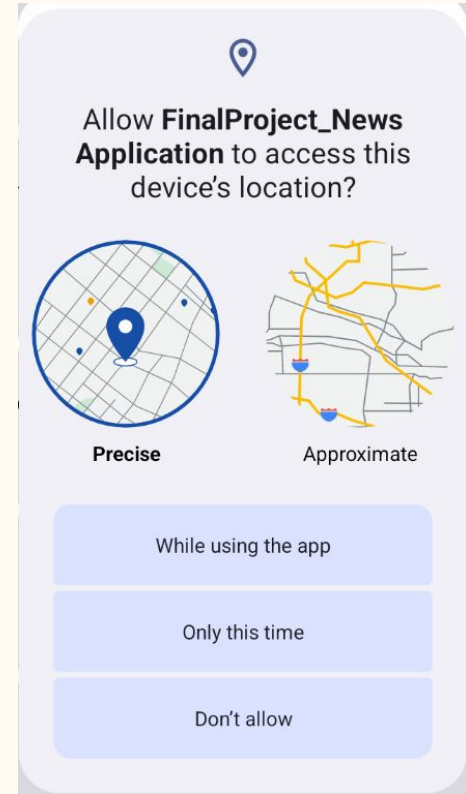 Allow FinalProject_News
Application to access this
device’s location?
Precise
Approximate
While using the app
Only this time
Don’t allow